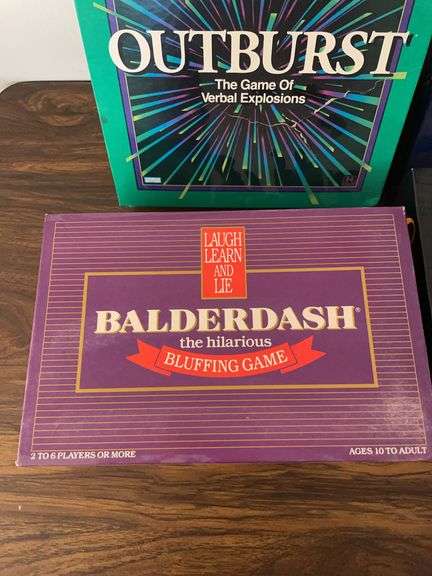 OUTBURST
The Game Of
Verbal Explosions
LAUGH
LEARN
AND
LIE
BALDERDASH®
the hilarious
BLUFFING GAME
2 TO 6 PLAYERS OR MORE
AGES 10 TO ADULT